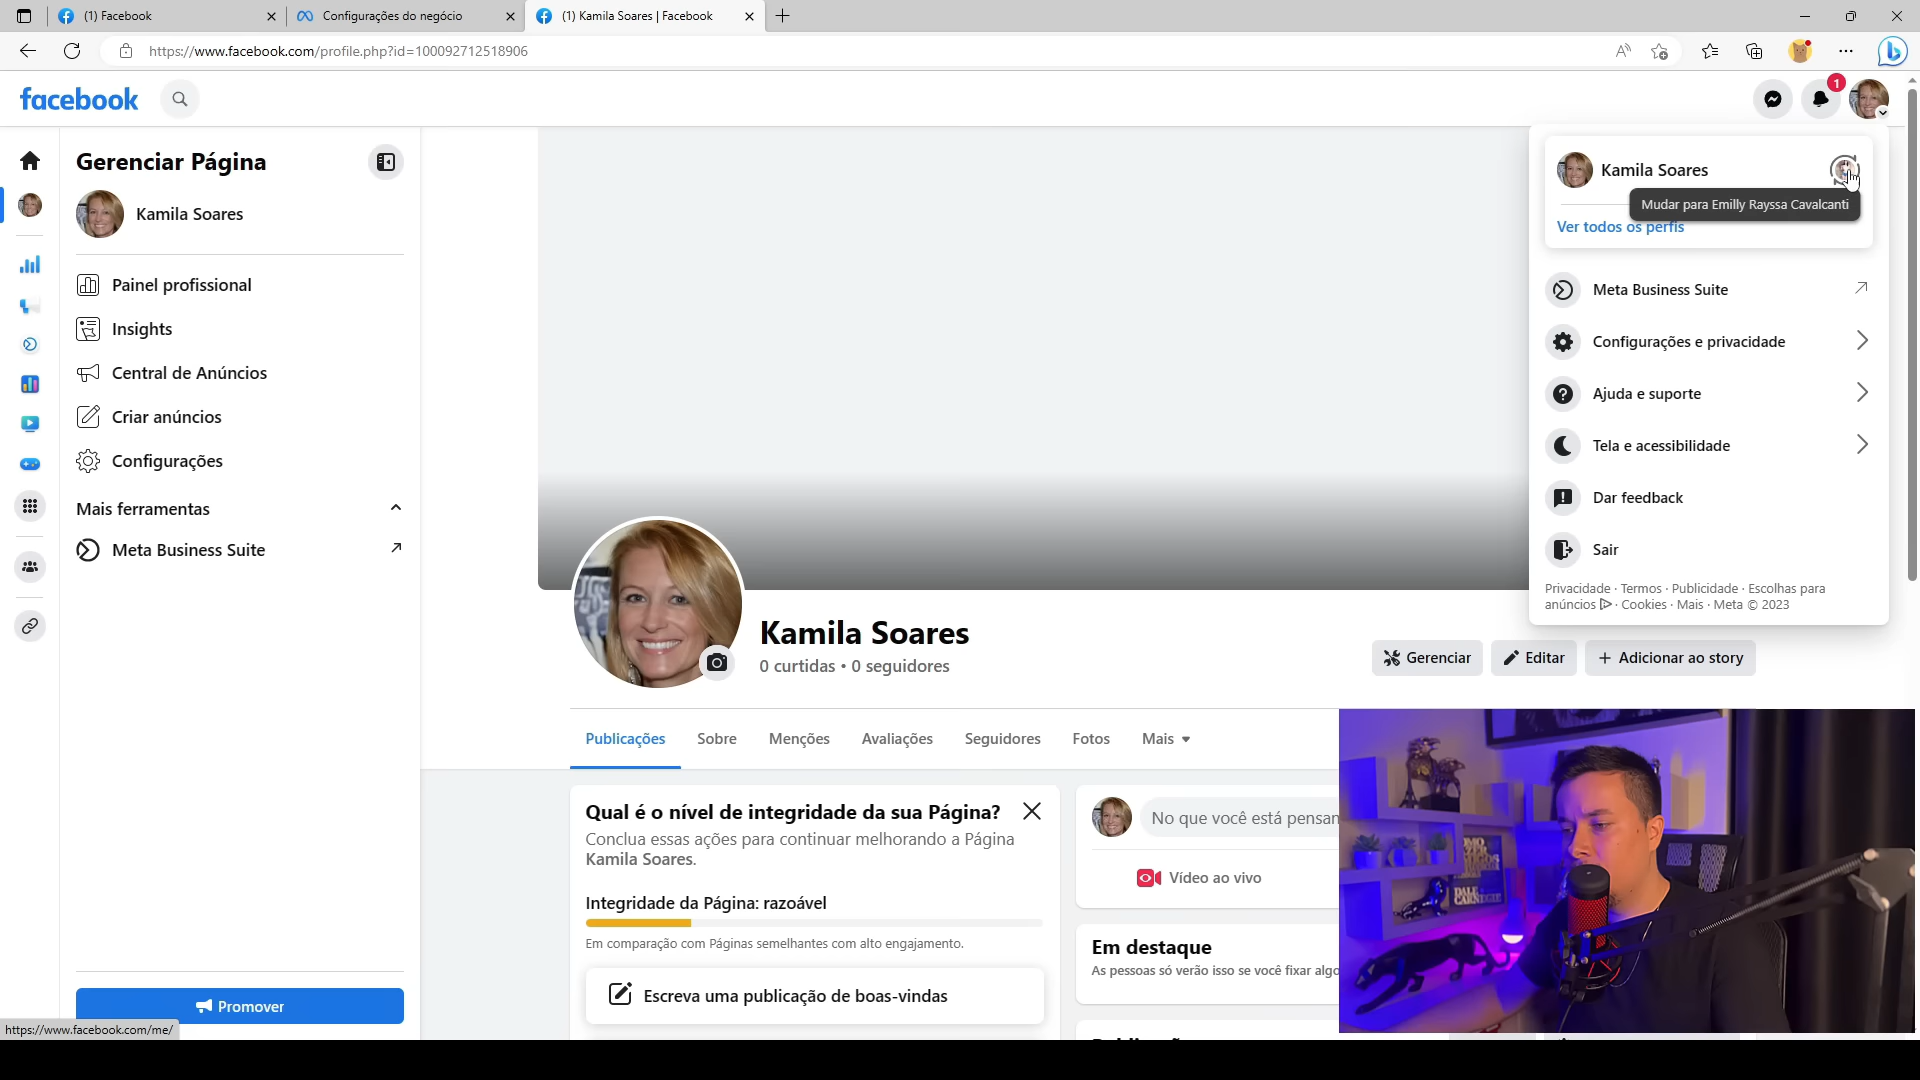 (1) Facebook
Configurações do negócio
(1) Kamila Soares | Facebook
https://www.facebook.com/profile.php?id=100092712518906
facebook
1
Gerenciar Página
Kamila Soares
Painel profissional
Insights
Central de Anúncios
Criar anúncios
Configurações
Mais ferramentas
Meta Business Suite
Promover
https://www.facebook.com/me/
Kamila Soares
Mudar para Emilly Rayssa Cavalcanti
Ver todos os perfis
Meta Business Suite
Configurações e privacidade
Ajuda e suporte
Tela e acessibilidade
Dar feedback
Sair
Privacidade · Termos · Publicidade · Escolhas para
anúncios · Cookies · Mais · Meta © 2023
Kamila Soares
0 curtidas • 0 seguidores
Gerenciar
Editar
Adicionar ao story
Publicações
Sobre
Menções
Avaliações
Seguidores
Fotos
Mais
Qual é o nível de integridade da sua Página?
Conclua essas ações para continuar melhorando a Página
Kamila Soares.
Integridade da Página: razoável
Em comparação com Páginas semelhantes com alto engajamento.
Escreva uma publicação de boas-vindas
No que você está pensan
Vídeo ao vivo
Em destaque
As pessoas só verão isso se você fixar algo
DALE
CARNEGIE